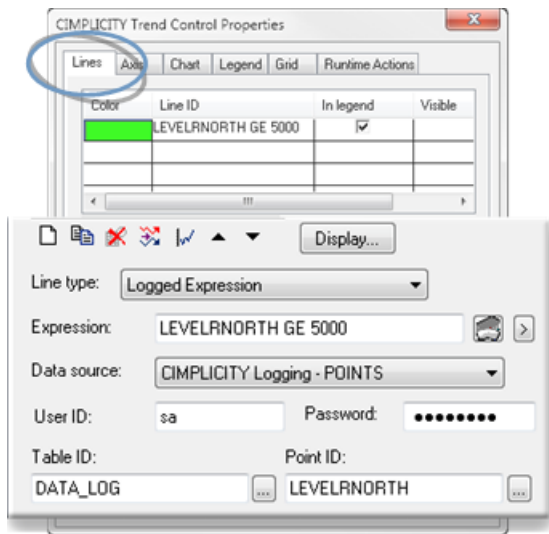 CIMPLICITY Trend Control Properties
Lines Axis Chart Legend Grid Runtime Actions
Color Line ID In legend Visible
LEVELRNORTH GE 5000
Display...
Line type: Logged Expression
Expression: LEVELRNORTH GE 5000
Data source: CIMPLICITY Logging - POINTS
User ID: sa Password: ●●●●●●●●
Table ID: Point ID:
DATA_LOG ... LEVELRNORTH ...